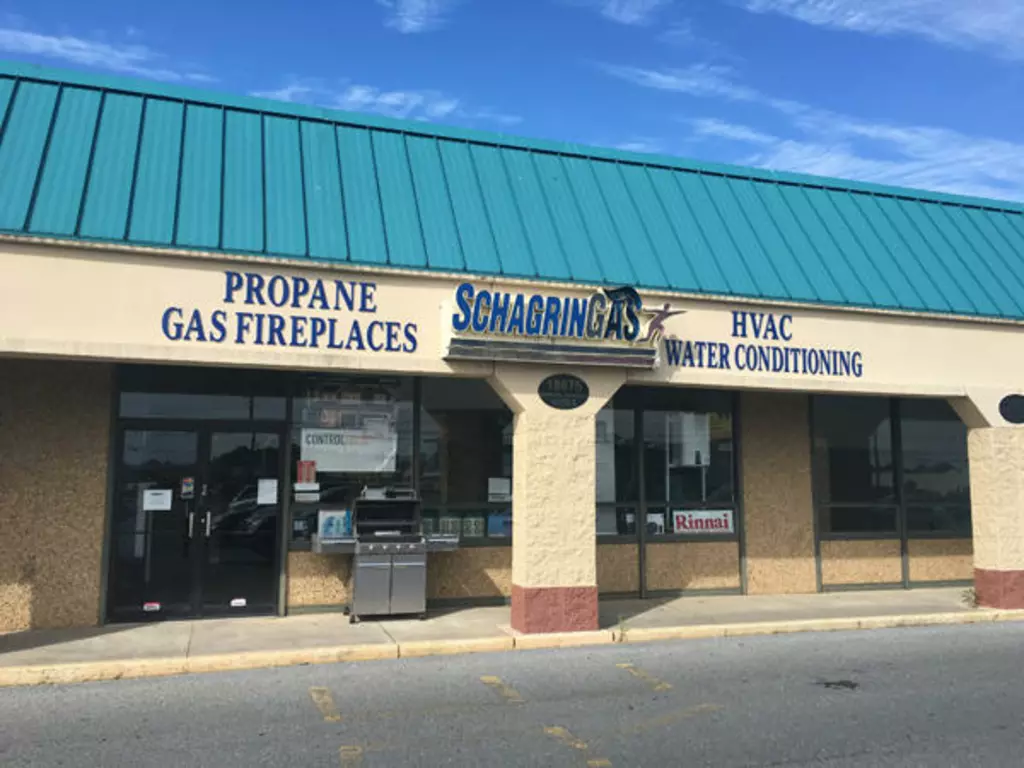 PROPANE
GAS FIREPLACES
SCHAGRINGAS
HVAC
WATER CONDITIONING
CONTROL
Rinnai